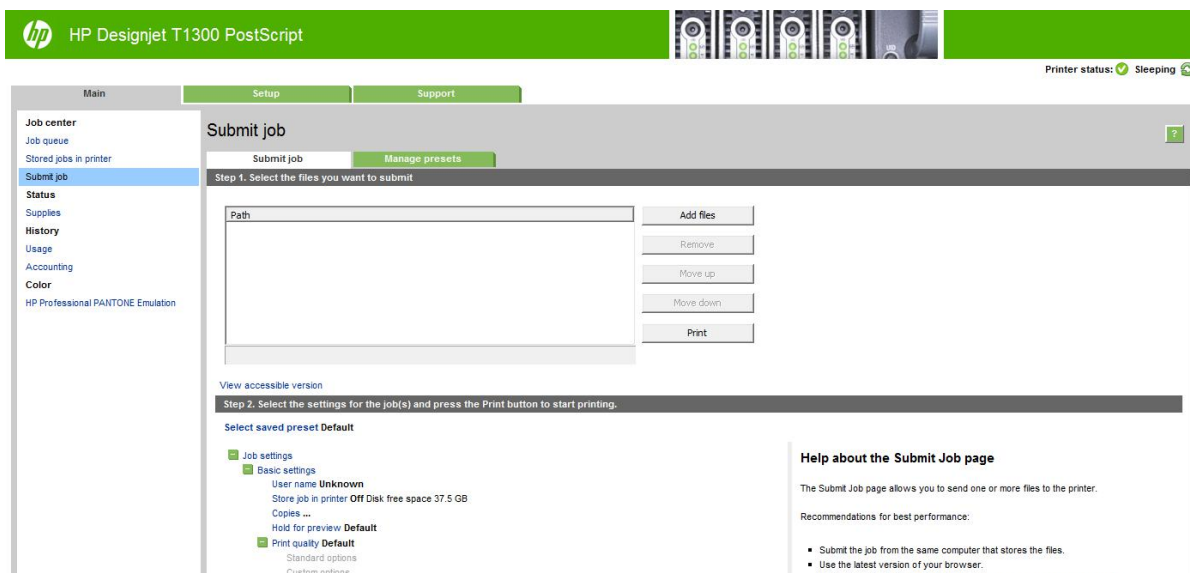 hp HP Designjet T1300 PostScript
UID
Printer status: Sleeping
Main Setup Support
Job center
Job queue
Stored jobs in printer
Submit job
Status
Supplies
History
Usage
Accounting
Color
HP Professional PANTONE Emulation
Submit job
?
Submit job Manage presets
Step 1. Select the files you want to submit
Path
Add files
Remove
Move up
Move down
Print
View accessible version
Step 2. Select the settings for the job(s) and press the Print button to start printing.
Select saved preset Default
Job settings
Basic settings
User name Unknown
Store job in printer Off Disk free space 37.5 GB
Copies ...
Hold for preview Default
Print quality Default
Standard options
Custom options
Help about the Submit Job page
The Submit Job page allows you to send one or more files to the printer.
Recommendations for best performance:
Submit the job from the same computer that stores the files.
Use the latest version of your browser.